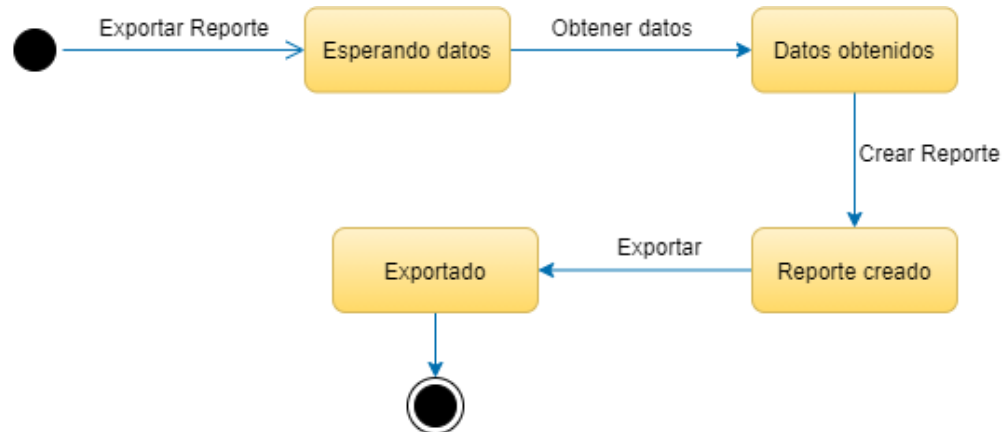 Exportar Reporte
Esperando datos
Obtener datos
Datos obtenidos
Crear Reporte
Reporte creado
Exportar
Exportado